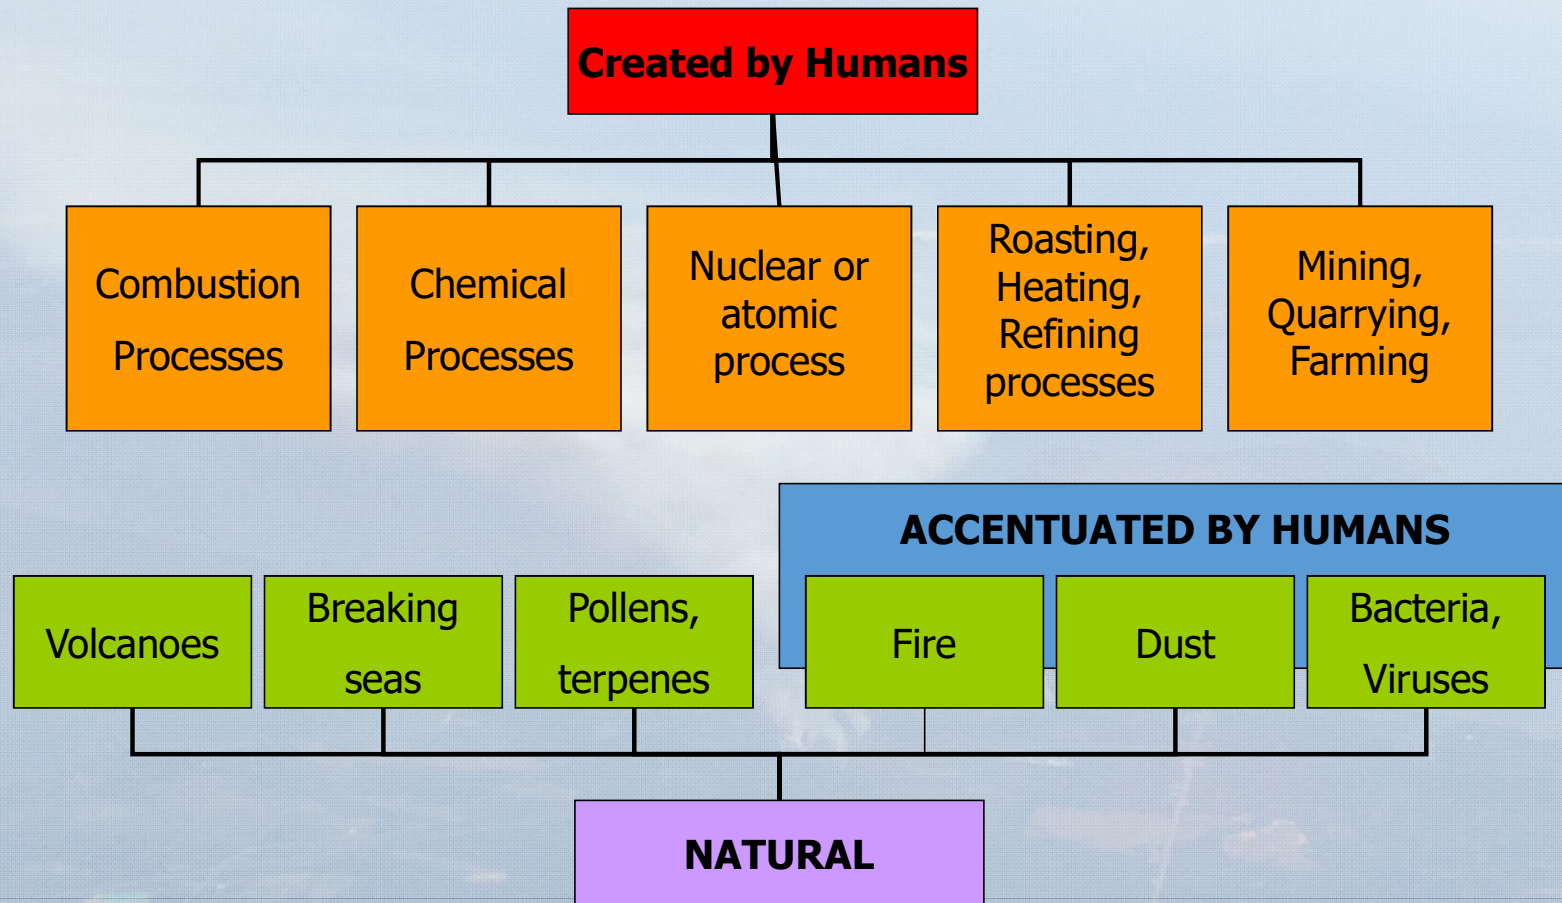 Created by Humans
Combustion
Processes
Chemical
Processes
Nuclear or
atomic
process
Roasting,
Heating,
Refining
processes
Mining,
Quarrying,
Farming
ACCENTUATED BY HUMANS
Volcanoes
Breaking
seas
Pollens,
terpenes
Fire
Dust
Bacteria,
Viruses
NATURAL